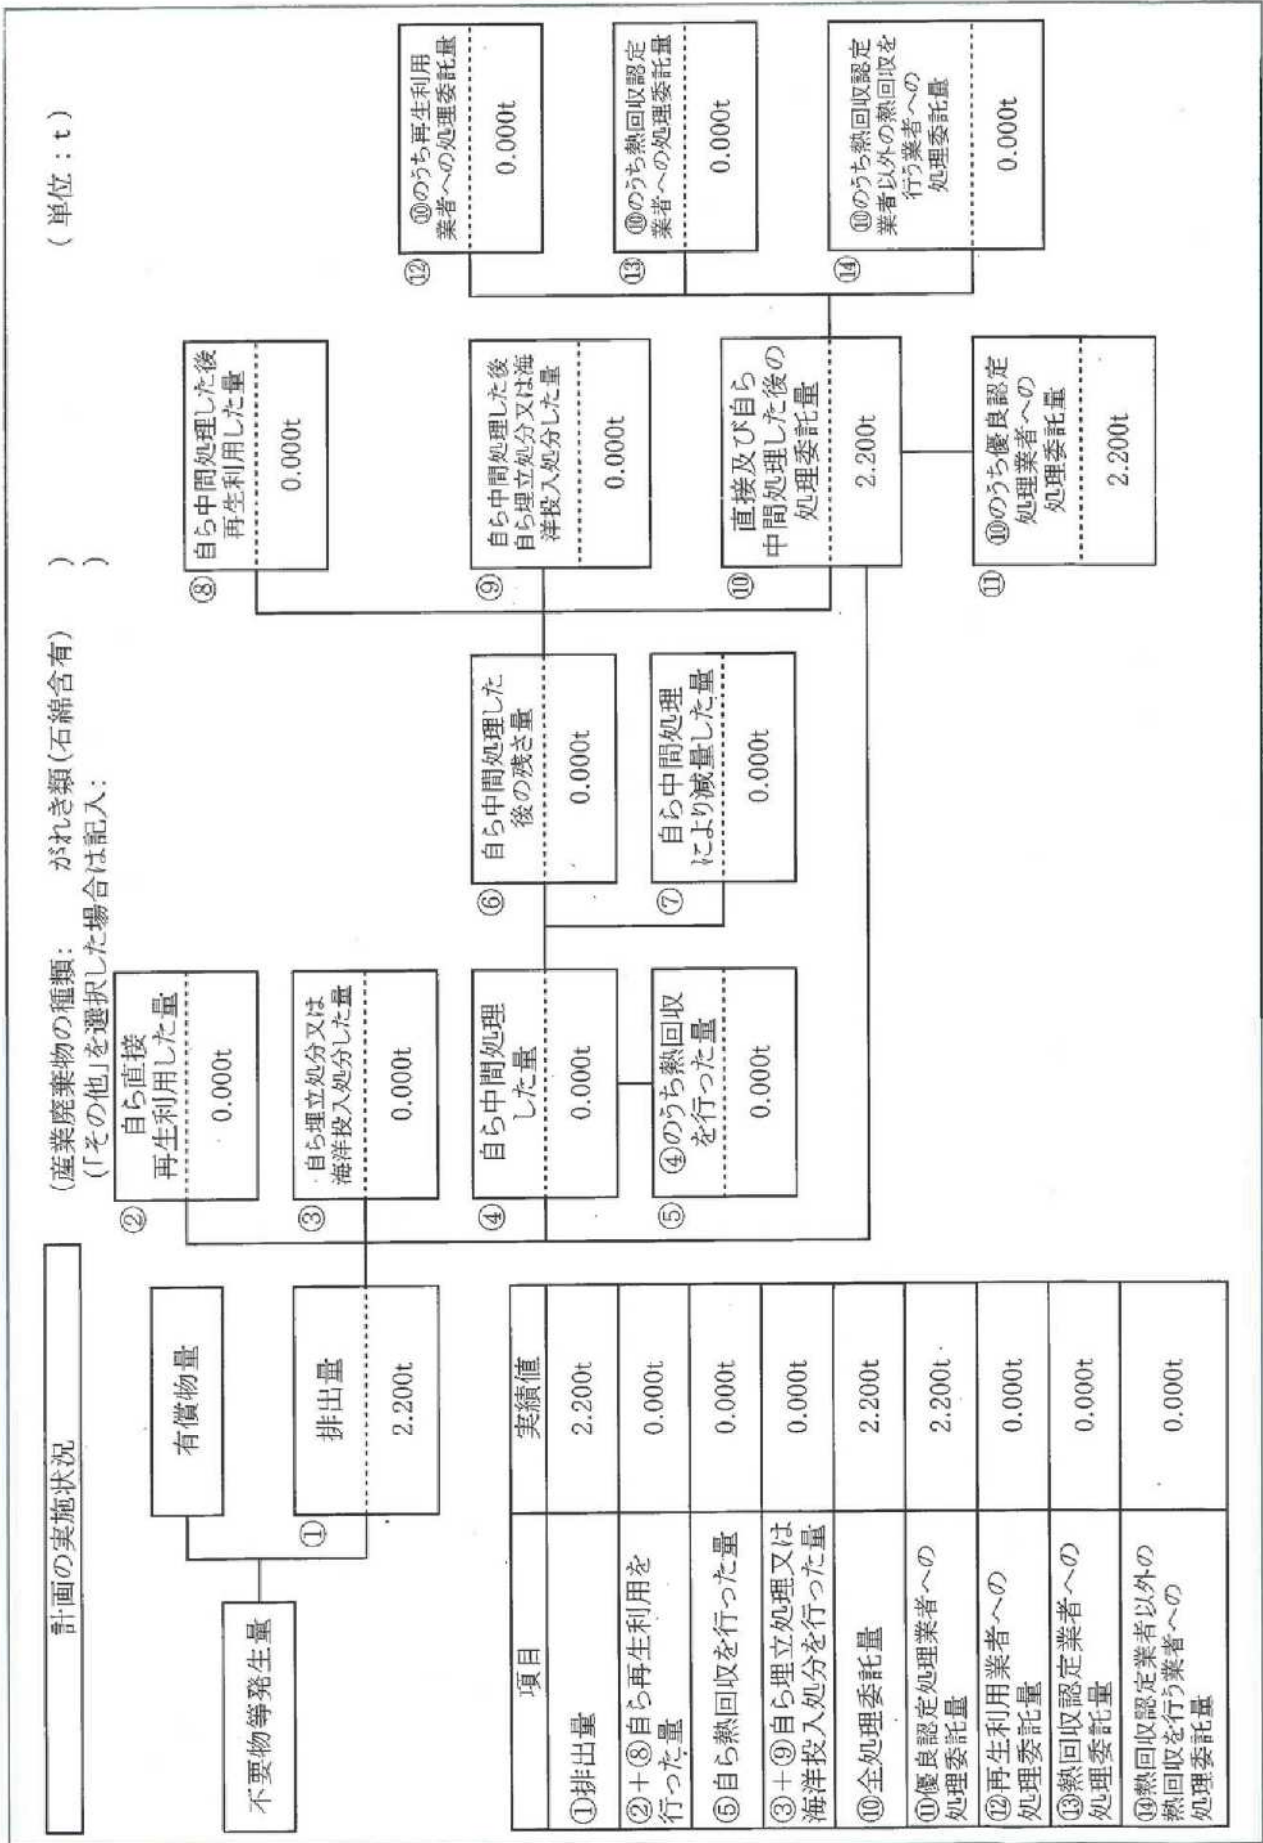 計画の実施状況
(産業廃棄物の種類: がれき類(石綿含有) )
(「その他」を選択した場合は記入: )
(単位:t)
不要物等発生量
有償物量
①
排出量
2.200t
②
自ら直接
再生利用した量
0.000t
③
自ら埋立処分又は
海洋投入処分した量
0.000t
④
自ら中間処理
した量
0.000t
⑤
④のうち熱回収
を行った量
0.000t
⑥
自ら中間処理した
後の残さ量
0.000t
⑦
自ら中間処理
により減量した量
0.000t
⑧
自ら中間処理した後
再生利用した量
0.000t
⑨
自ら中間処理した後
自ら埋立処分又は海
洋投入処分した量
0.000t
⑩
直接及び自ら
中間処理した後の
処理委託量
2.200t
⑪
⑩のうち優良認定
処理業者への
処理委託量
2.200t
⑫
⑩のうち再生利用
業者への処理委託量
0.000t
⑬
⑩のうち熱回収認定
業者への処理委託量
0.000t
⑭
⑩のうち熱回収認定
業者以外の熱回収を
行う業者への
処理委託量
0.000t
項目 実績値
①排出量 2.200t
②+⑧自ら再生利用を
行った量 0.000t
⑤自ら熱回収を行った量 0.000t
③+⑨自ら埋立処理又は
海洋投入処分を行った量 0.000t
⑩全処理委託量 2.200t
⑪優良認定処理業者への
処理委託量 2.200t
⑫再生利用業者への
処理委託量 0.000t
⑬熱回収認定業者への
処理委託量 0.000t
⑭熱回収認定業者以外の
熱回収を行う業者への
処理委託量 0.000t